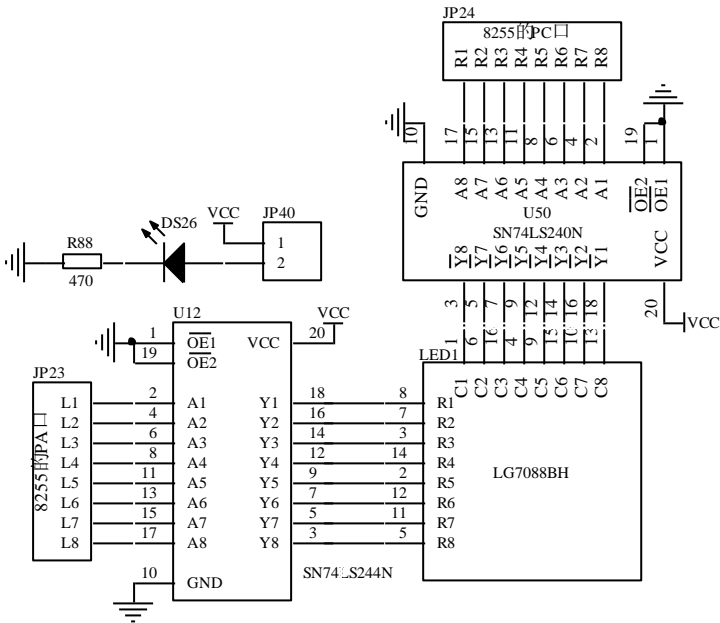 JP24
8255的PC口
R1 R2 R3 R4 R5 R6 R7 R8
10 17 15 13 11 8 6 4 2 19 1
GND A8 A7 A6 A5 A4 A3 A2 A1 OE2 OE1
U50
SN74LS240N
Y8 Y7 Y6 Y5 Y4 Y3 Y2 Y1 VCC
3 5 7 9 12 14 16 18 20
VCC
1 6 16 4 9 15 10 13
DS26
VCC
JP40
R88
470
1
2
U12
1 OE1 VCC 20 VCC
19 OE2
LED1
C1 C2 C3 C4 C5 C6 C7 C8
JP23
8255的PA口
L1 2 A1 Y1 18 8 R1
L2 4 A2 Y2 16 7 R2
L3 6 A3 Y3 14 3 R3
L4 8 A4 Y4 12 14 R4
L5 11 A5 Y5 9 2 R5
L6 13 A6 Y6 7 12 R6
L7 15 A7 Y7 5 11 R7
L8 17 A8 Y8 3 5 R8
LG7088BH
10 GND
SN74LS244N